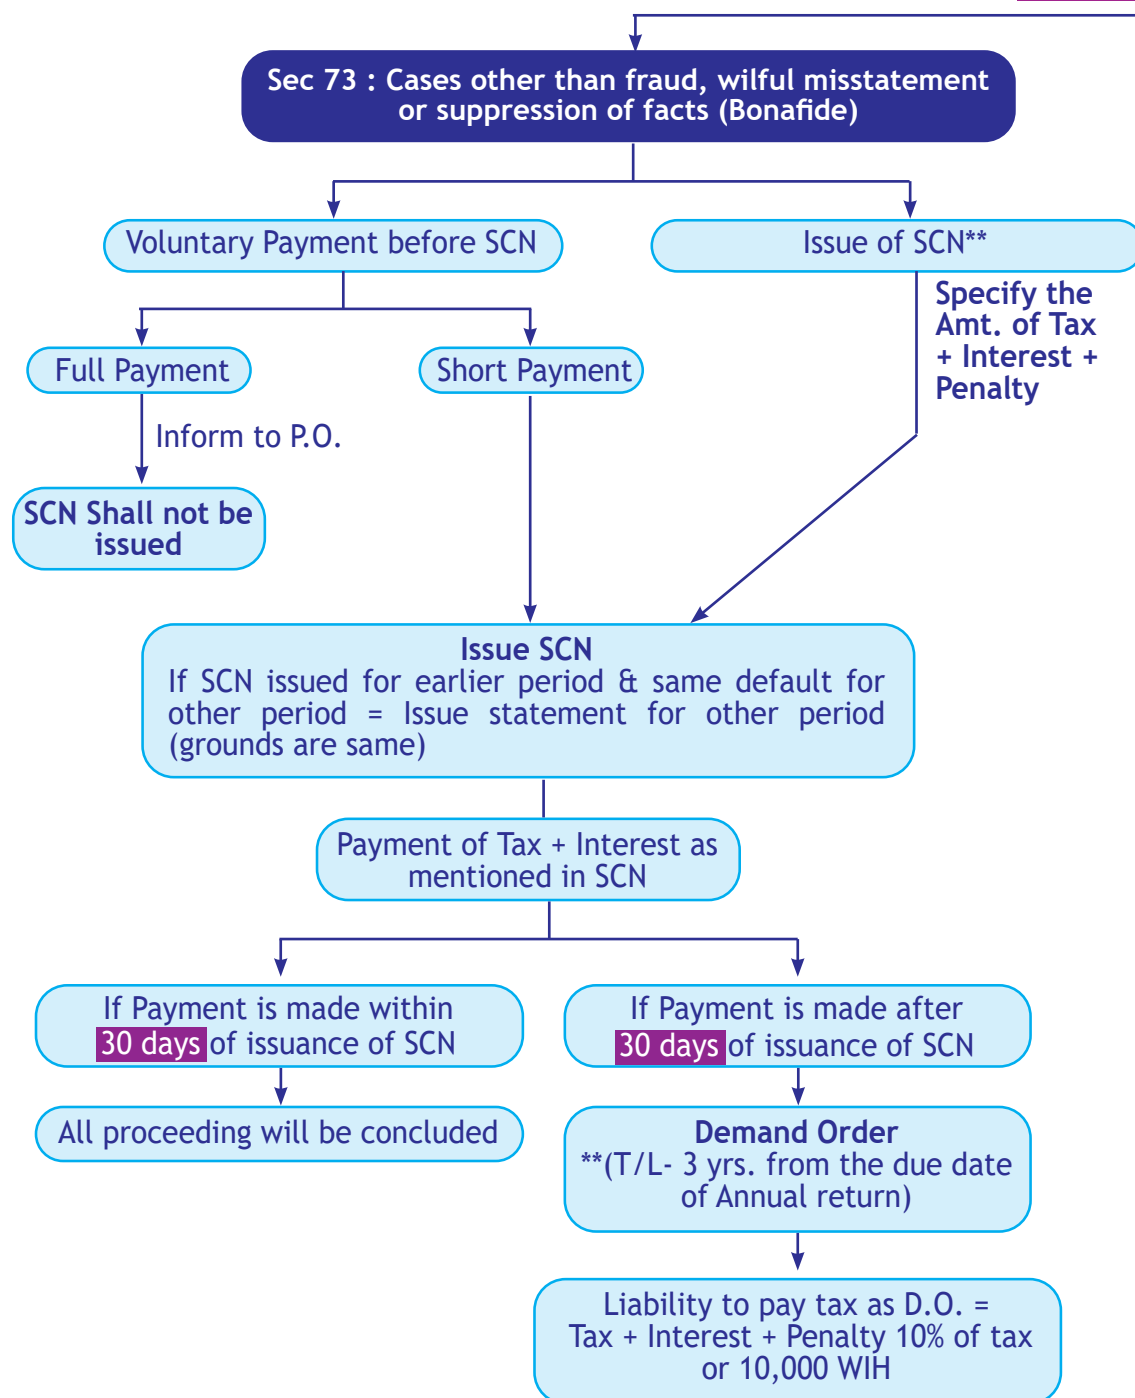 Sec 73 : Cases other than fraud, wilful misstatement
or suppression of facts (Bonafide)
Voluntary Payment before SCN
Issue of SCN**
Specify the
Amt. of Tax
+ Interest +
Penalty
Full Payment
Short Payment
Inform to P.O.
SCN Shall not be
issued
Issue SCN
If SCN issued for earlier period & same default for
other period = Issue statement for other period
(grounds are same)
Payment of Tax + Interest as
mentioned in SCN
If Payment is made within
30 days of issuance of SCN
If Payment is made after
30 days of issuance of SCN
All proceeding will be concluded
Demand Order
**(T/L- 3 yrs. from the due date
of Annual return)
Liability to pay tax as D.O. =
Tax + Interest + Penalty 10% of tax
or 10,000 WIH